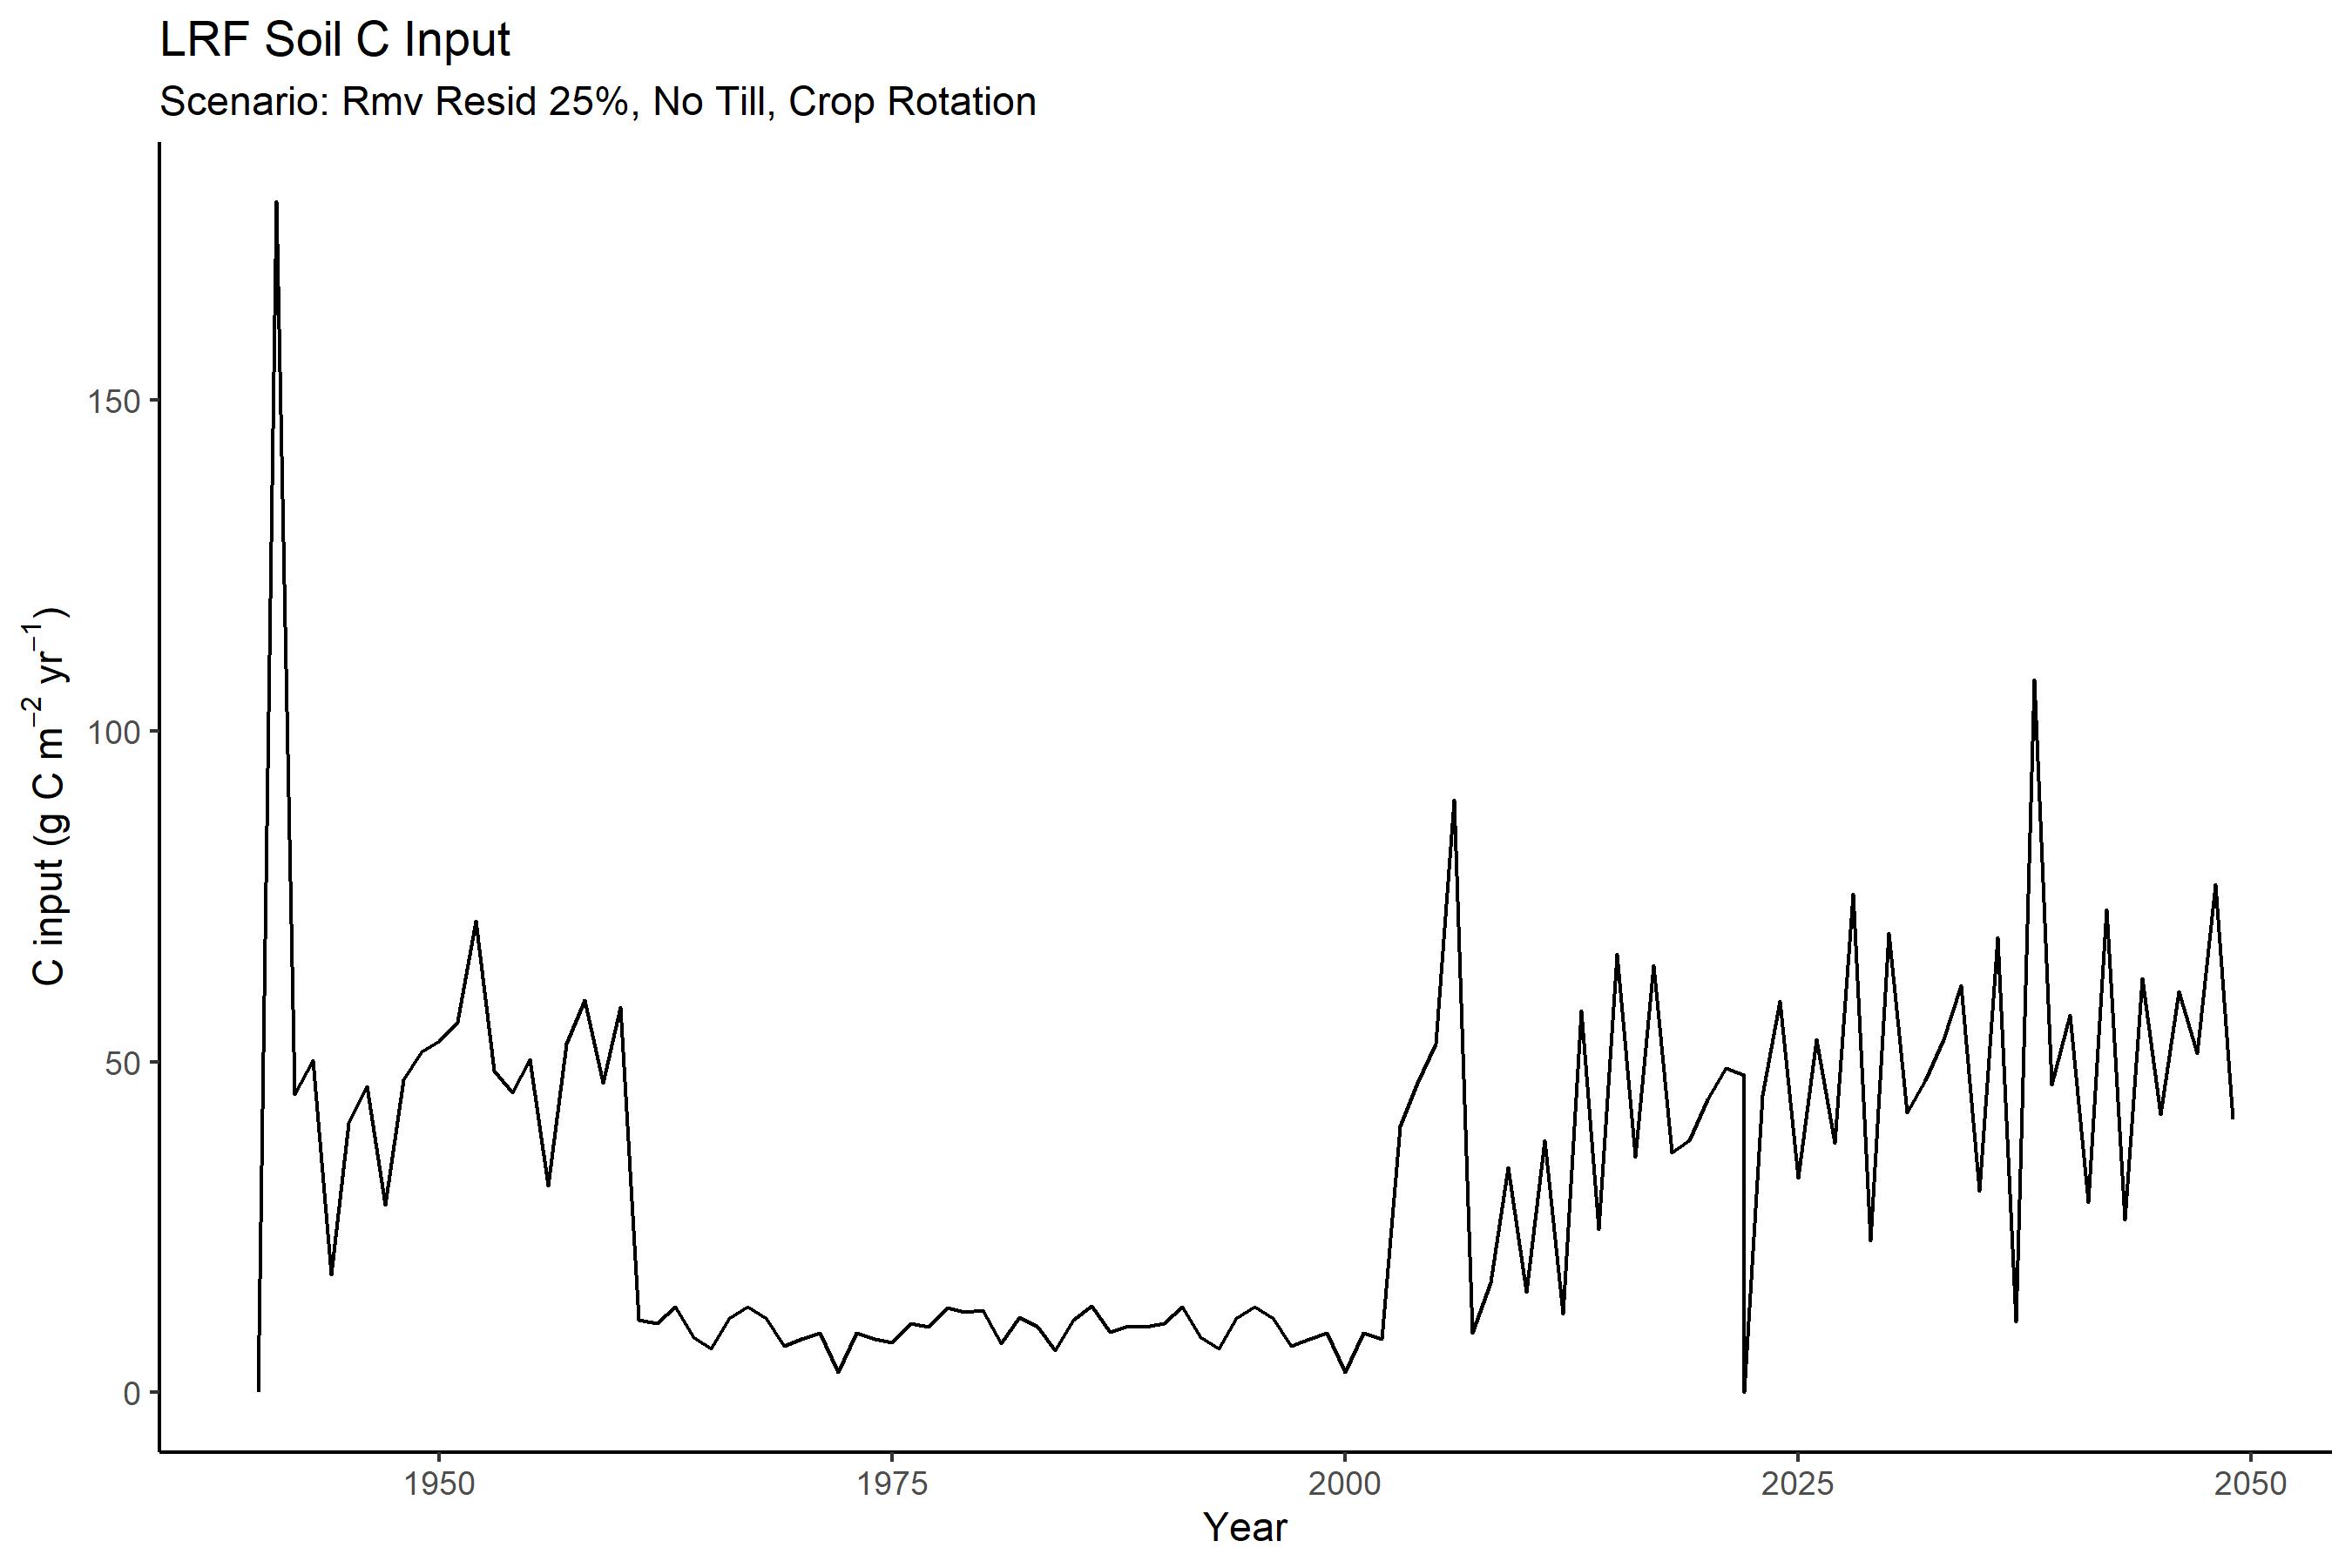 LRF Soil C Input
Scenario: Rmv Resid 25%, No Till, Crop Rotation
C input (g C m⁻² yr⁻¹)
150
100
50
0
1950 1975 2000 2025 2050
Year